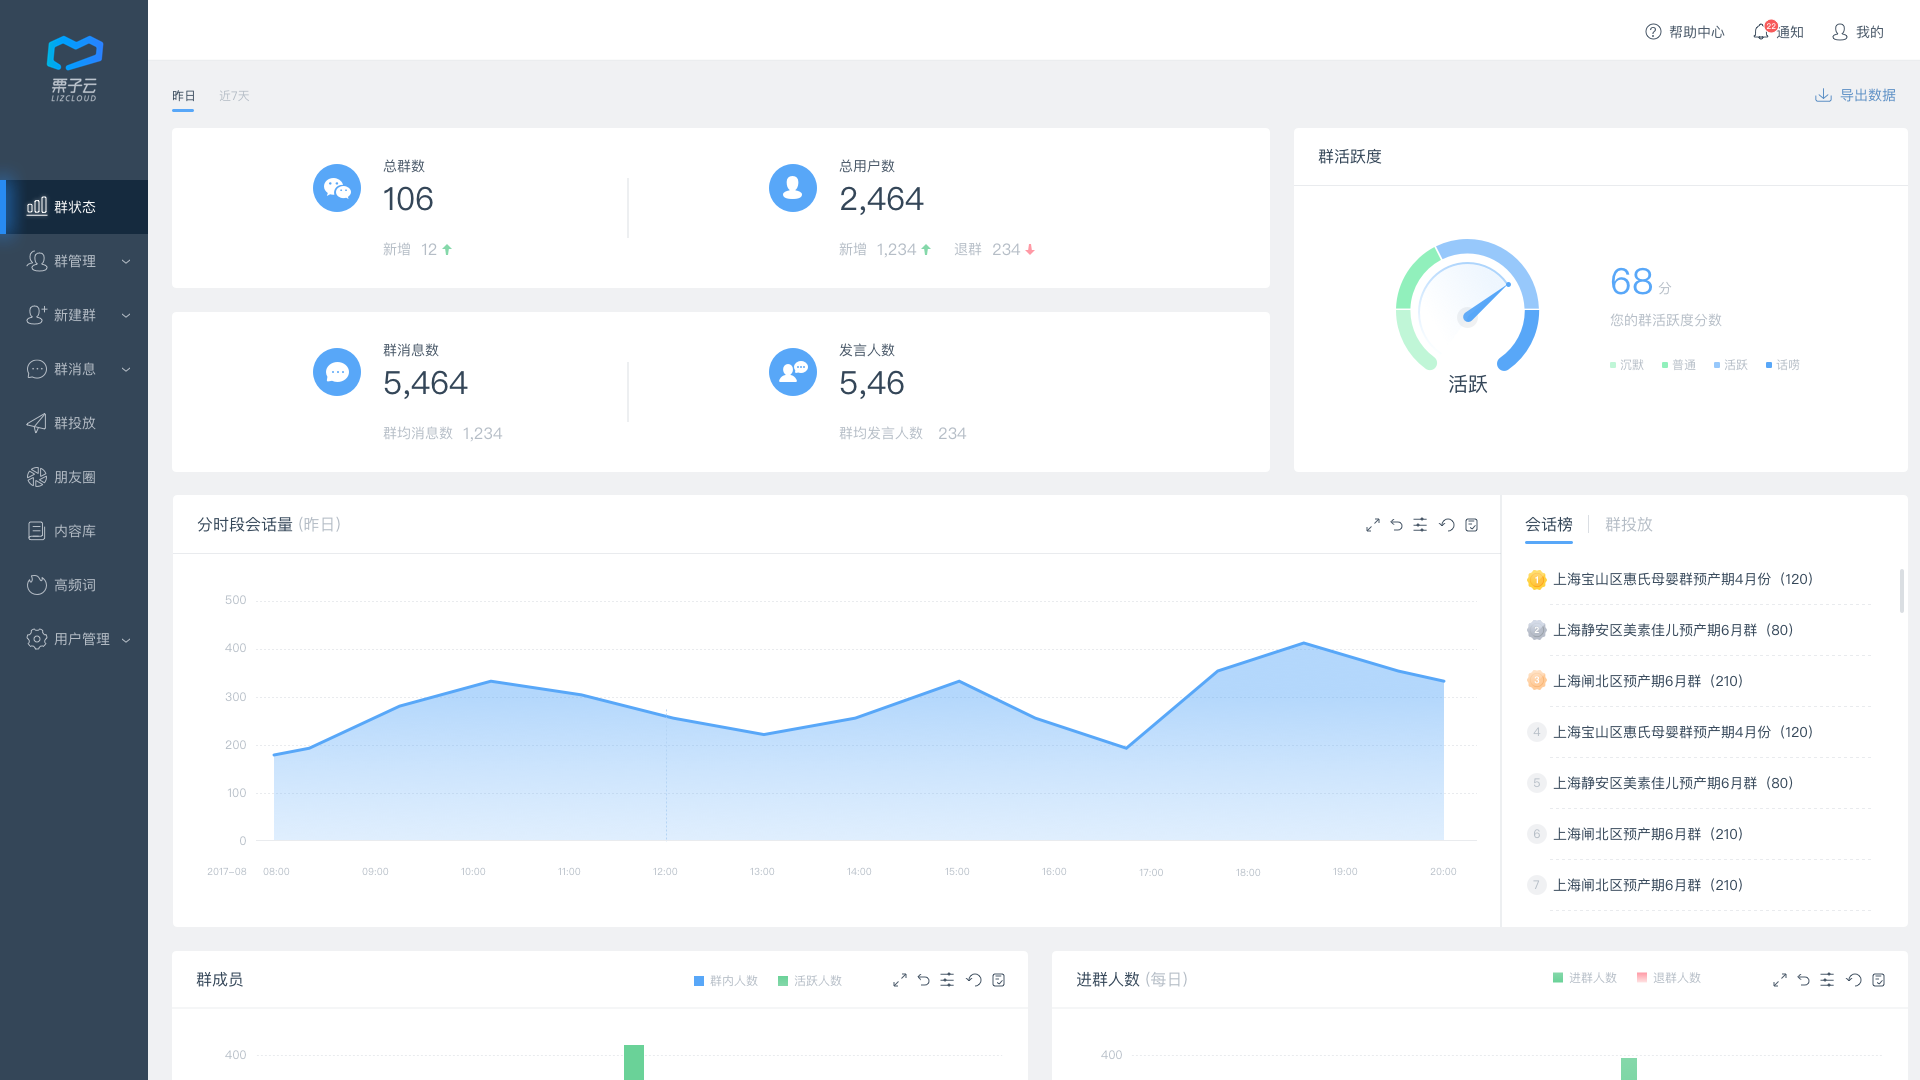 票子云
LIZCLOUD
群状态
群管理
新建群
群消息
群投放
朋友圈
内容库
高频词
用户管理
帮助中心
22
通知
我的
昨日 近7天
导出数据
总群数
106
新增 12
总用户数
2,464
新增 1,234 退群 234
群消息数
5,464
群均消息数 1,234
发言人数
5,46
群均发言人数 234
群活跃度
活跃
68 分
您的群活跃度分数
沉默 普通 活跃 话唠
分时段会话量 (昨日)
500
400
300
200
100
0
2017-08 08:00 09:00 10:00 11:00 12:00 13:00 14:00 15:00 16:00 17:00 18:00 19:00 20:00
会话榜 群投放
1 上海宝山区惠氏母婴群预产期4月份（120）
2 上海静安区美素佳儿预产期6月群（80）
3 上海闸北区预产期6月群（210）
4 上海宝山区惠氏母婴群预产期4月份（120）
5 上海静安区美素佳儿预产期6月群（80）
6 上海闸北区预产期6月群（210）
7 上海闸北区预产期6月群（210）
群成员
群内人数 活跃人数
400
进群人数 (每日)
进群人数 退群人数
400